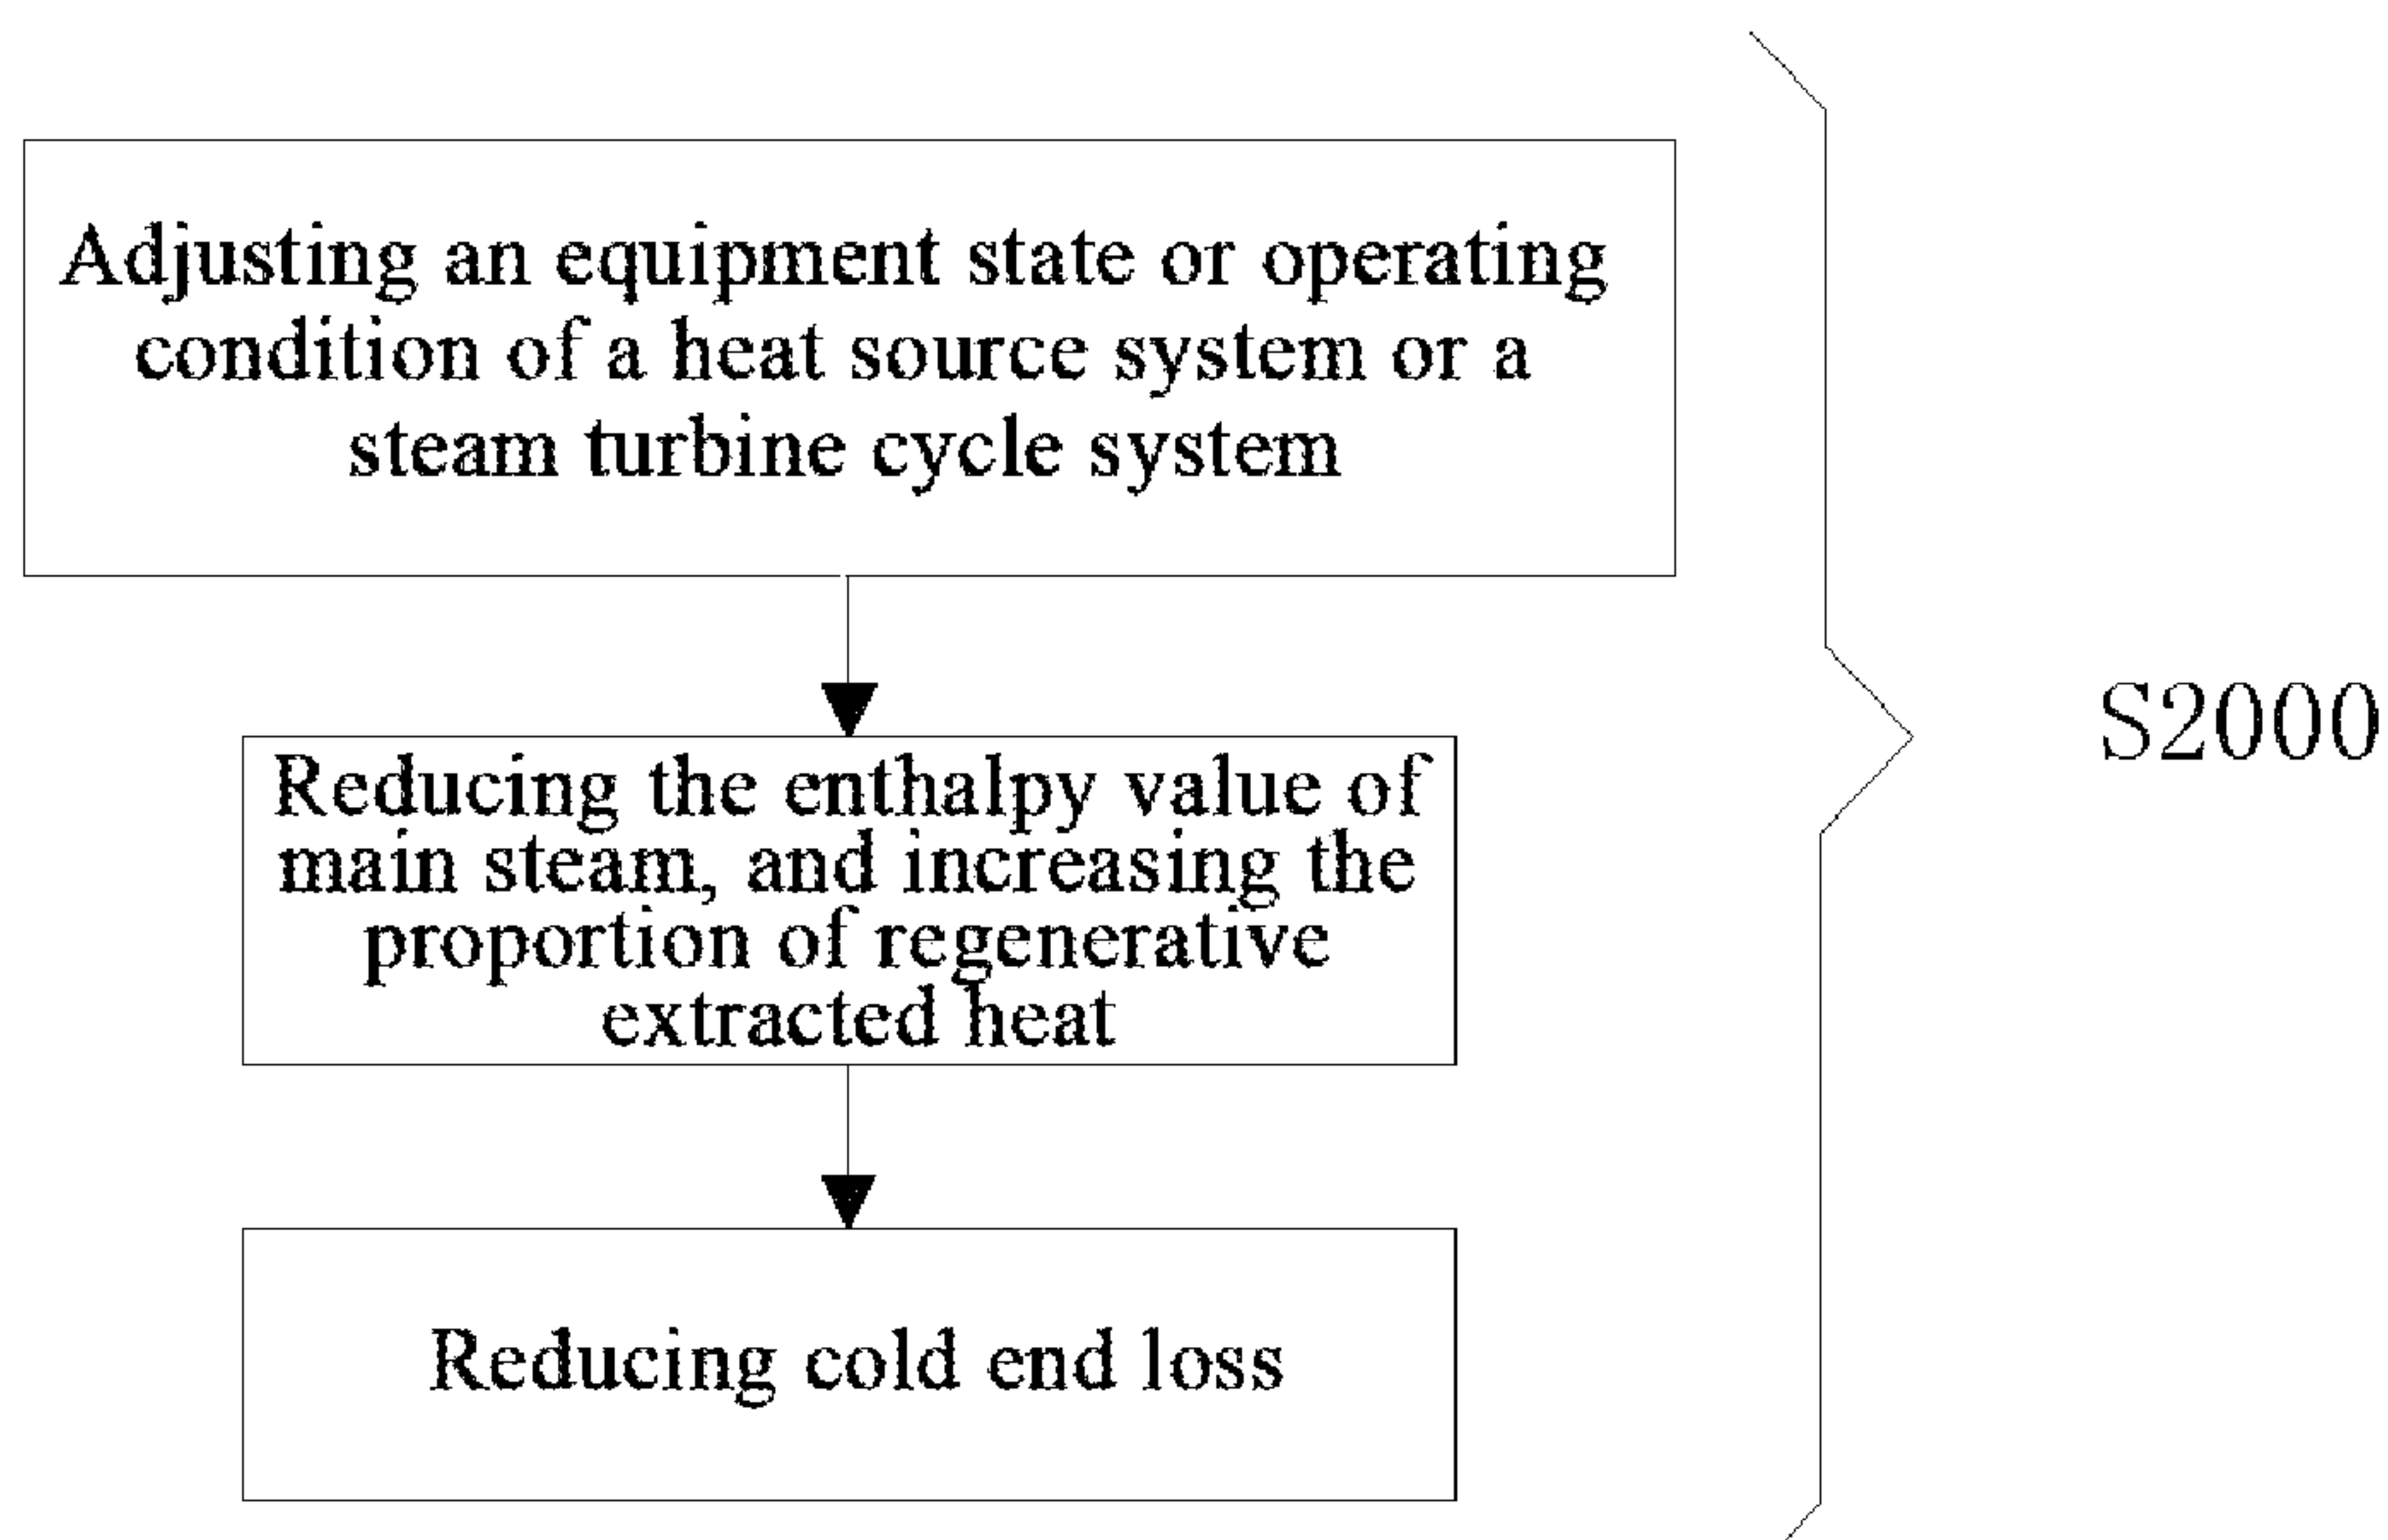 Adjusting an equipment state or operating
condition of a heat source system or a
steam turbine cycle system
Reducing the enthalpy value of
main steam, and increasing the
proportion of regenerative
extracted heat
Reducing cold end loss
S2000